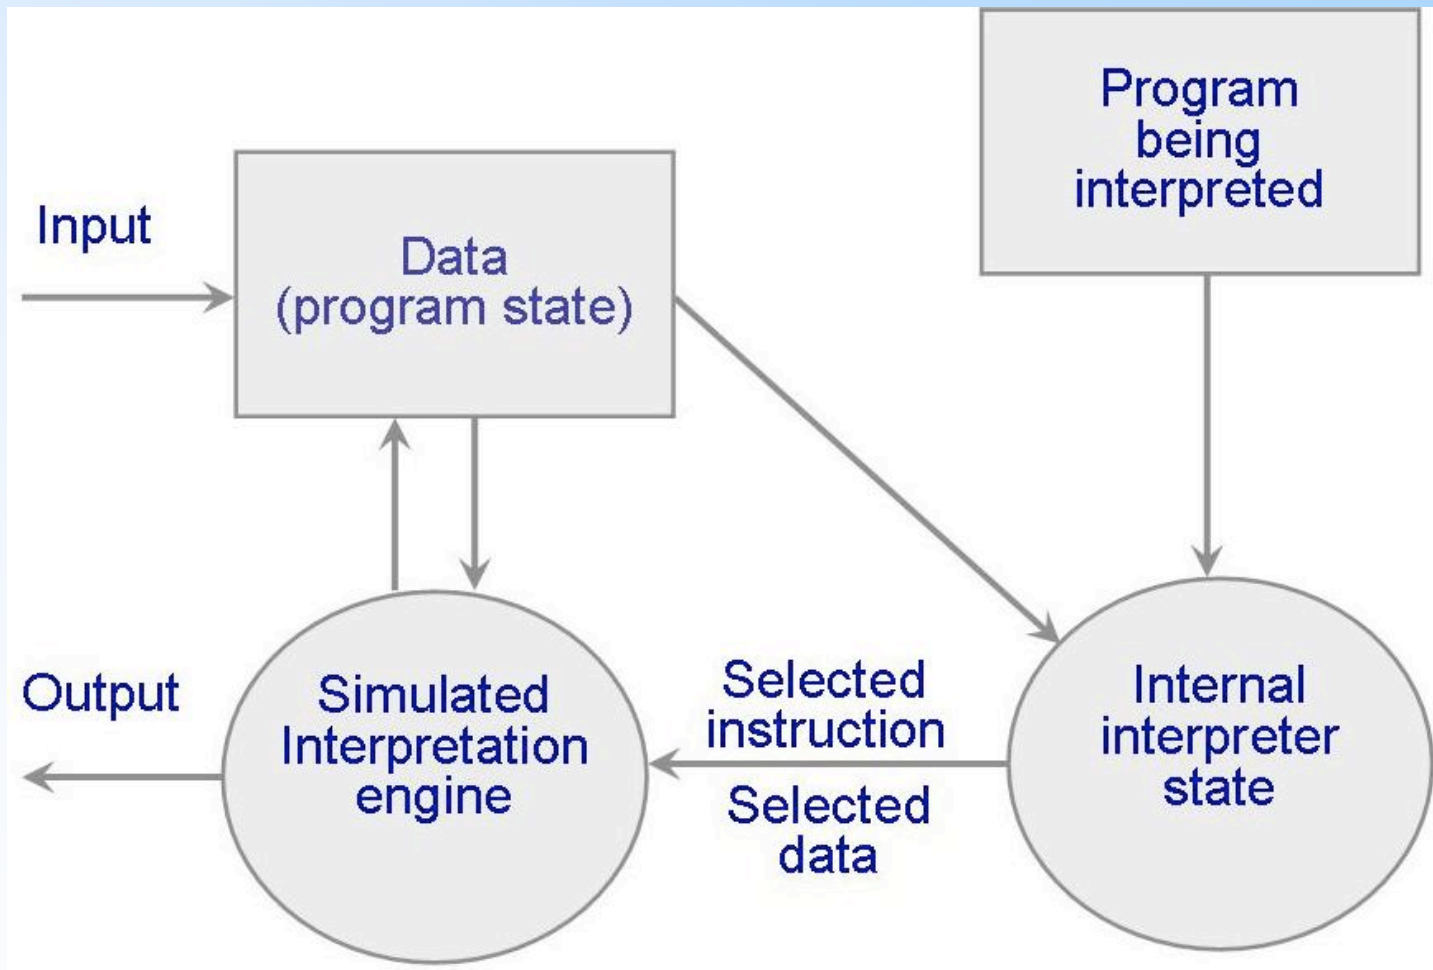 Program
being
interpreted
Input
Data
(program state)
Output
Simulated
Interpretation
engine
Selected
instruction
Selected
data
Internal
interpreter
state